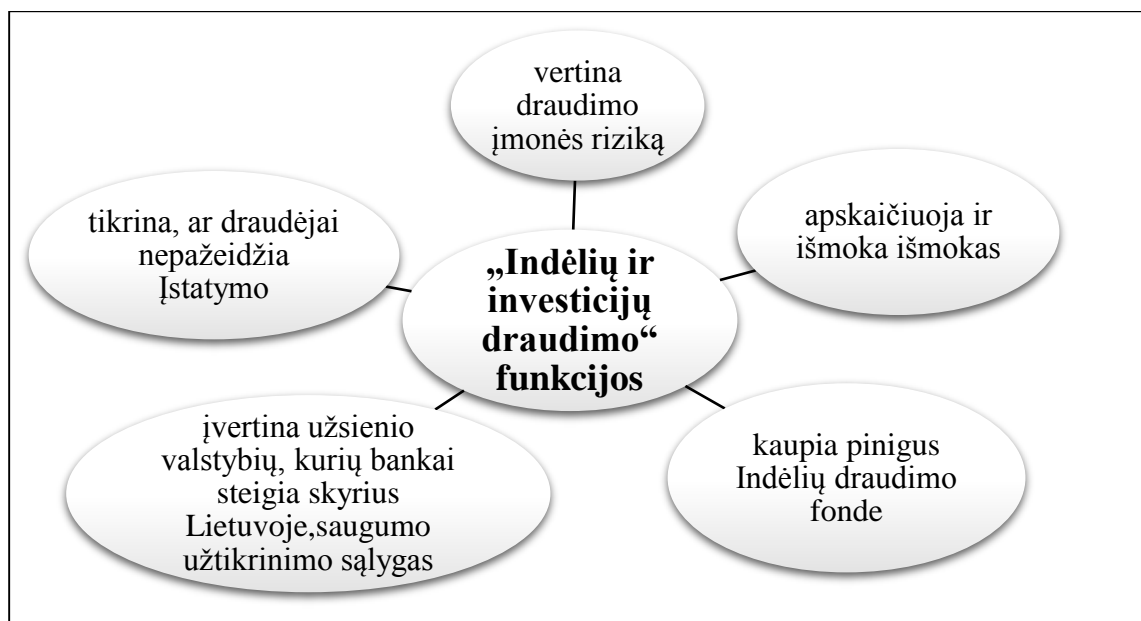 vertina
draudimo
įmonės riziką
tikrina, ar draudėjai
nepažeidžia
Įstatymo
apskaičiuoja ir
išmoka išmokas
„Indėlių ir
investicijų
draudimo“
funkcijos
įvertina užsienio
valstybių, kurių bankai
steigia skyrius
Lietuvoje,saugumo
užtikrinimo sąlygas
kaupia pinigus
Indėlių draudimo
fonde